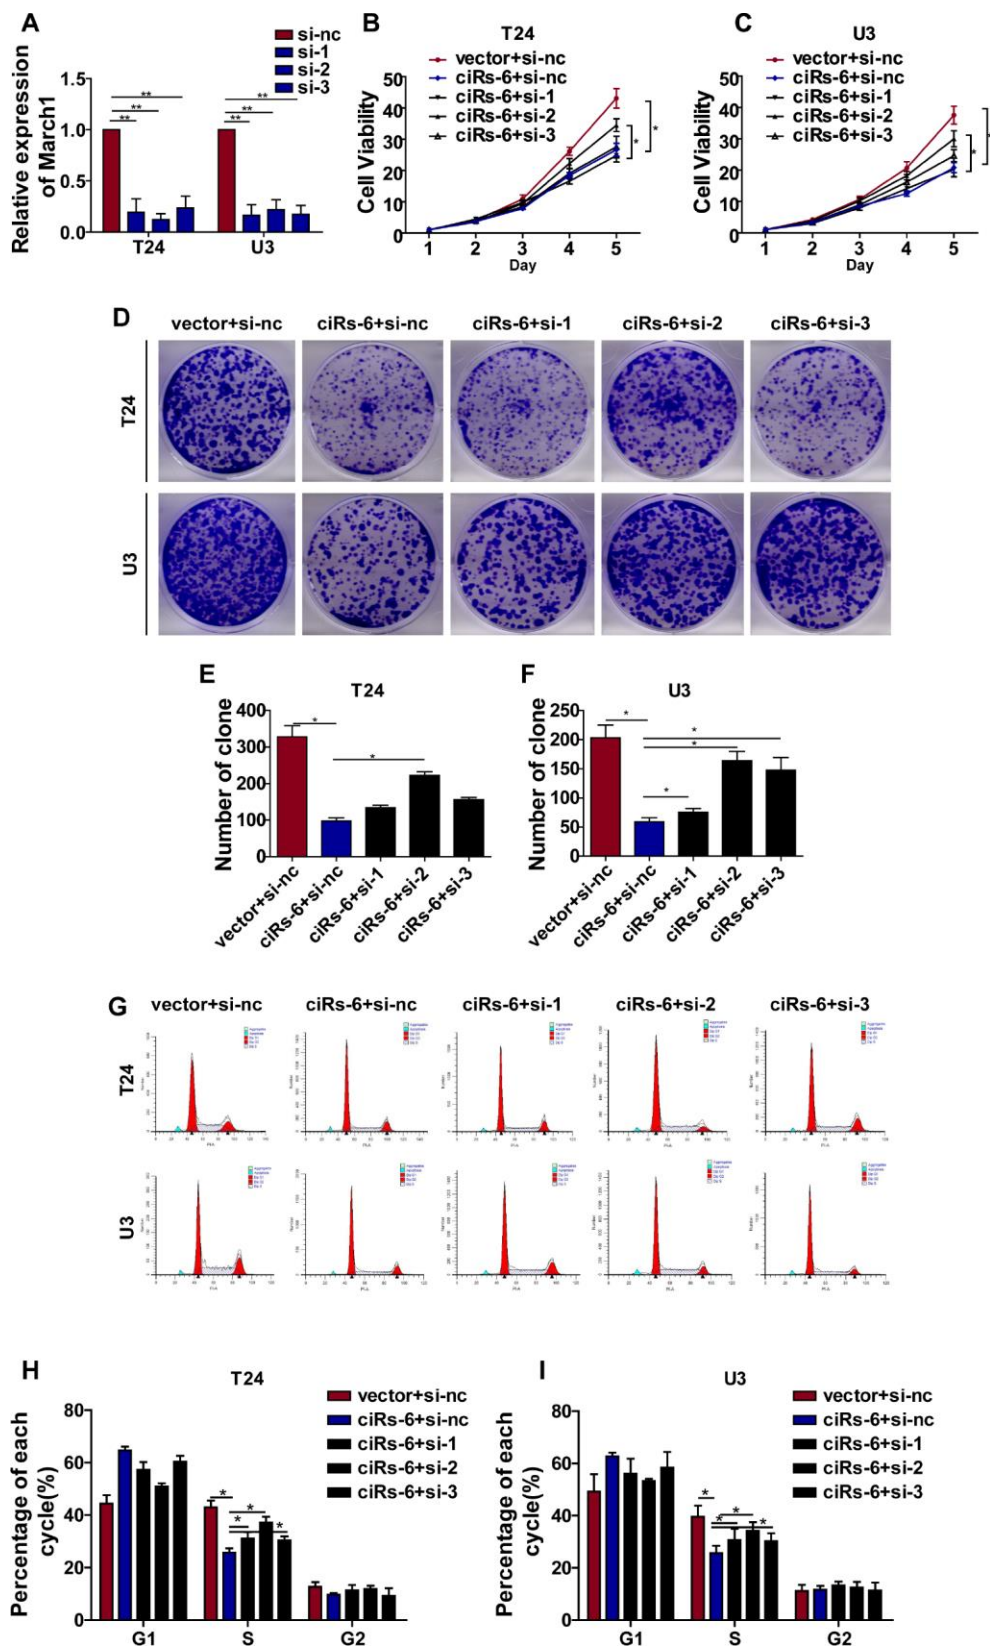 A
si-nc
si-1
si-2
si-3
Relative expression
of March1
1.5
1.0
0.5
0.0
**
**
**
**
**
**
T24
U3
B
T24
vector+si-nc
ciRs-6+si-nc
ciRs-6+si-1
ciRs-6+si-2
ciRs-6+si-3
Cell Viability
50
40
30
20
10
0
*
*
1 2 3 4 5
Day
C
U3
vector+si-nc
ciRs-6+si-nc
ciRs-6+si-1
ciRs-6+si-2
ciRs-6+si-3
Cell Viability
50
40
30
20
10
0
*
*
1 2 3 4 5
Day
D
vector+si-nc ciRs-6+si-nc ciRs-6+si-1 ciRs-6+si-2 ciRs-6+si-3
T24
U3
E
T24
Number of clone
400
300
200
100
0
*
*
vector+si-nc
ciRs-6+si-nc
ciRs-6+si-1
ciRs-6+si-2
ciRs-6+si-3
F
U3
Number of clone
250
200
150
100
50
0
*
*
*
*
vector+si-nc
ciRs-6+si-nc
ciRs-6+si-1
ciRs-6+si-2
ciRs-6+si-3
G
vector+si-nc ciRs-6+si-nc ciRs-6+si-1 ciRs-6+si-2 ciRs-6+si-3
T24
U3
H
T24
vector+si-nc
ciRs-6+si-nc
ciRs-6+si-1
ciRs-6+si-2
ciRs-6+si-3
Percentage of each
cycle(%)
80
60
40
20
0
*
*
*
*
G1 S G2
I
U3
vector+si-nc
ciRs-6+si-nc
ciRs-6+si-1
ciRs-6+si-2
ciRs-6+si-3
Percentage of each
cycle(%)
80
60
40
20
0
*
*
*
*
G1 S G2